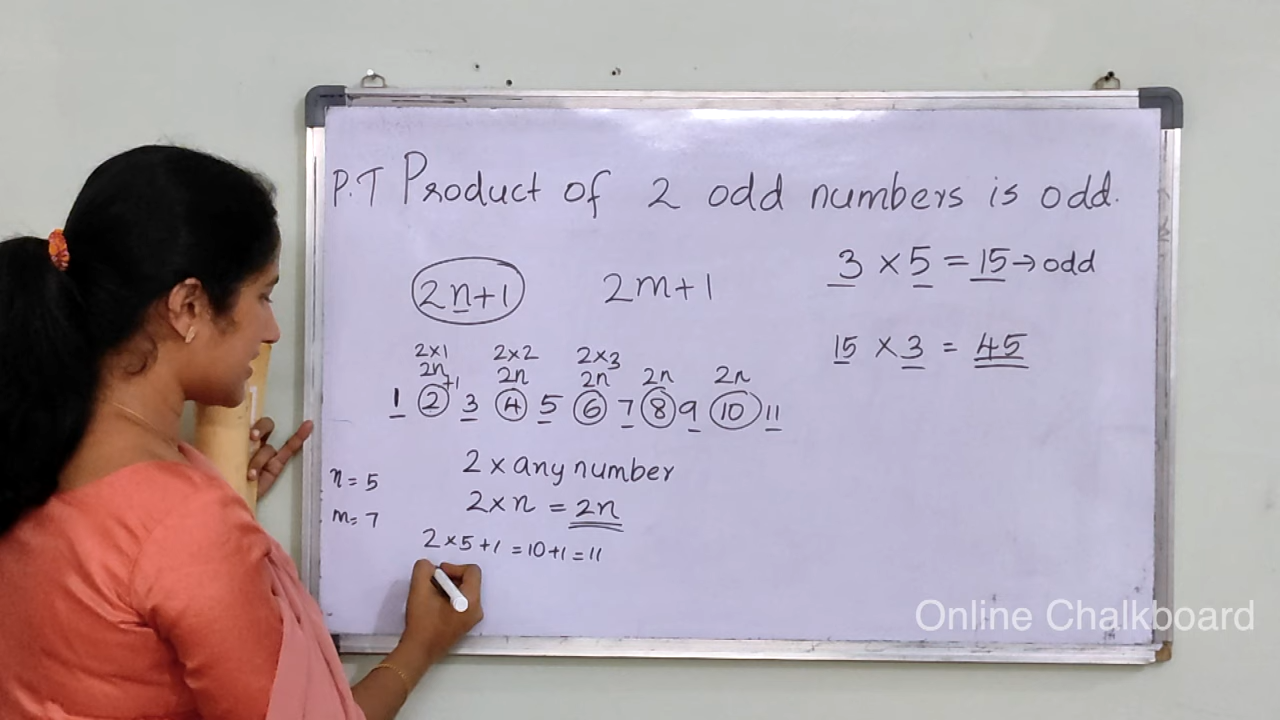 P.T Product of 2 odd numbers is odd.
2n+1 2m+1
3 × 5 = 15 → odd
15 × 3 = 45
2×1 2×2 2×3
2n+1 2n 2n 2n 2n
1 2 3 4 5 6 7 8 9 10 11
n = 5
m = 7
2 × any number
2 × n = 2n
2 × 5 + 1 = 10 + 1 = 11
Online Chalkboard